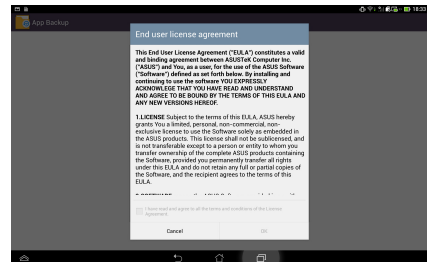 18:33
App Backup
End user license agreement
This End User License Agreement ("EULA") constitutes a valid
and binding agreement between ASUSTeK Computer Inc.
("ASUS") and You, as a user, for the use of the ASUS Software
("Software") defined as set forth below. By installing and
continuing to use the software YOU EXPRESSLY
ACKNOWLEGE THAT YOU HAVE READ AND UNDERSTAND
AND AGREE TO BE BOUND BY THE TERMS OF THIS EULA AND
ANY NEW VERSIONS HEREOF.
1.LICENSE Subject to the terms of this EULA, ASUS hereby
grants You a limited, personal, non-commercial, non-
exclusive license to use the Software solely as embedded in
the ASUS products. This license shall not be sublicensed, and
is not transferable except to a person or entity to whom you
transfer ownership of the complete ASUS products containing
the Software, provided you permanently transfer all rights
under this EULA and do not retain any full or partial copies of
the Software, and the recipient agrees to the terms of this
EULA.
I have read and agree to all the terms and conditions of the License
Agreement.
Cancel
OK